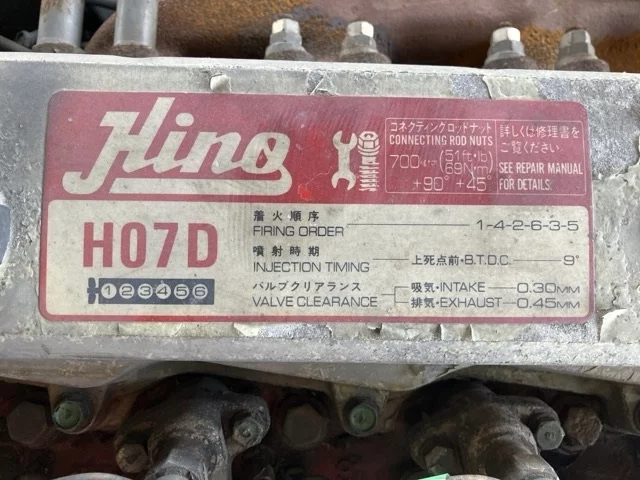 Hino
コネクティングロッドナット
CONNECTING ROD NUTS
700 (51ft・lb)
(69N・m)
+90° +45°
詳しくは修理書を
ご覧ください
SEE REPAIR MANUAL
FOR DETAILS.
H07D
123456
着火順序
FIRING ORDER 1-4-2-6-3-5
噴射時期
INJECTION TIMING 上死点前・B.T.D.C. 9°
バルブクリアランス 吸気・INTAKE 0.30MM
VALVE CLEARANCE 排気・EXHAUST 0.45MM